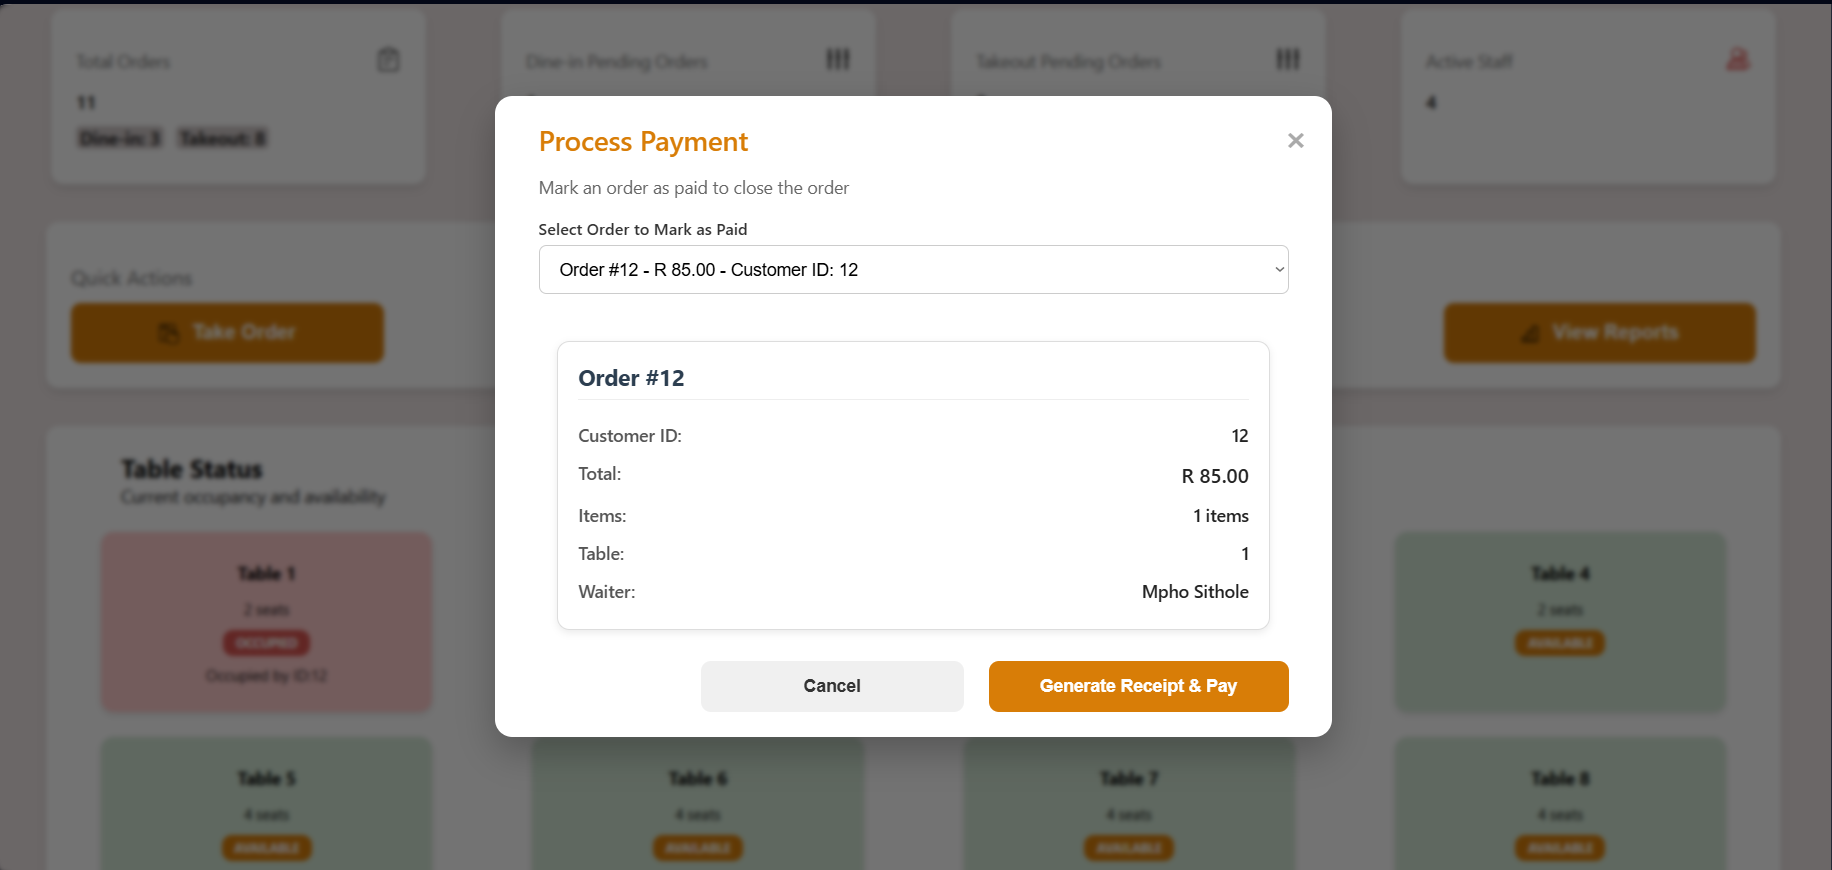 Total Orders
11
Dine-in: 3 Takeout: 8
Dine-in Pending Orders
Takeout Pending Orders
Active Staff
4
Process Payment
×
Mark an order as paid to close the order
Select Order to Mark as Paid
Order #12 - R 85.00 - Customer ID: 12
Order #12
Customer ID: 12
Total: R 85.00
Items: 1 items
Table: 1
Waiter: Mpho Sithole
Cancel
Generate Receipt & Pay
Quick Actions
Take Order
View Reports
Table Status
Current occupancy and availability
Table 1
2 seats
OCCUPIED
Occupied by ID:12
Table 4
2 seats
AVAILABLE
Table 5
4 seats
AVAILABLE
Table 6
4 seats
AVAILABLE
Table 7
4 seats
AVAILABLE
Table 8
4 seats
AVAILABLE